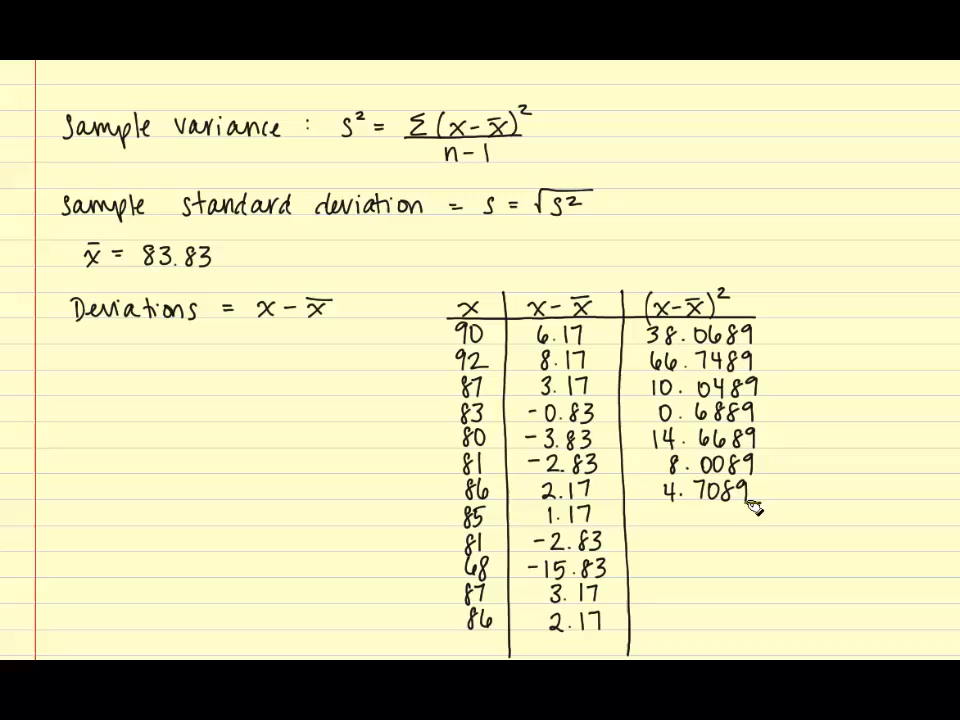 Sample variance : s² = Σ(x-x̄)² / n-1
Sample standard deviation = s = √s²
x̄ = 83.83
Deviations = x - x̄
x | x - x̄ | (x-x̄)²
90 | 6.17 | 38.0689
92 | 8.17 | 66.7489
87 | 3.17 | 10.0489
83 | -0.83 | 0.6889
80 | -3.83 | 14.6689
81 | -2.83 | 8.0089
86 | 2.17 | 4.7089
85 | 1.17
81 | -2.83
68 | -15.83
87 | 3.17
86 | 2.17